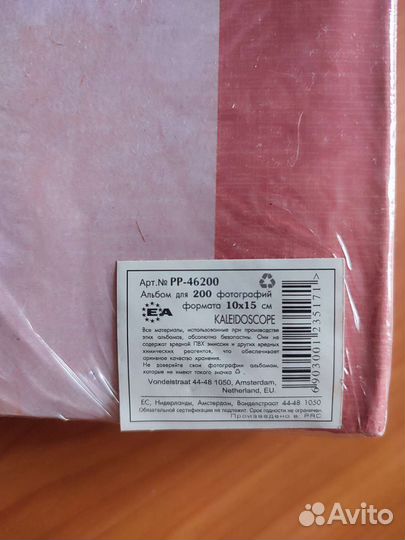 Арт.№ PP-46200
Альбом для 200 фотографий
формата 10x15 см
EA
KALEIDOSCOPE
Все материалы, использованные при производстве
этих альбомов, абсолютно безопасны. Они не
содержат вредной ПВХ эмиссии и других вредных
химических реагентов, что обеспечивает
архивное качество хранения.
Не доверяйте свои фотографии альбомам,
которые не имеют такого значка
Vondelstraat 44-48 1050, Amsterdam,
Netherland, EU.
ЕС, Нидерланды, Амстердам, Вонделстраат 44-48 1050
Обязательной сертификации не подлежит. Срок годности не ограничен.
Произведено в PRC
6903001235171>
Avito